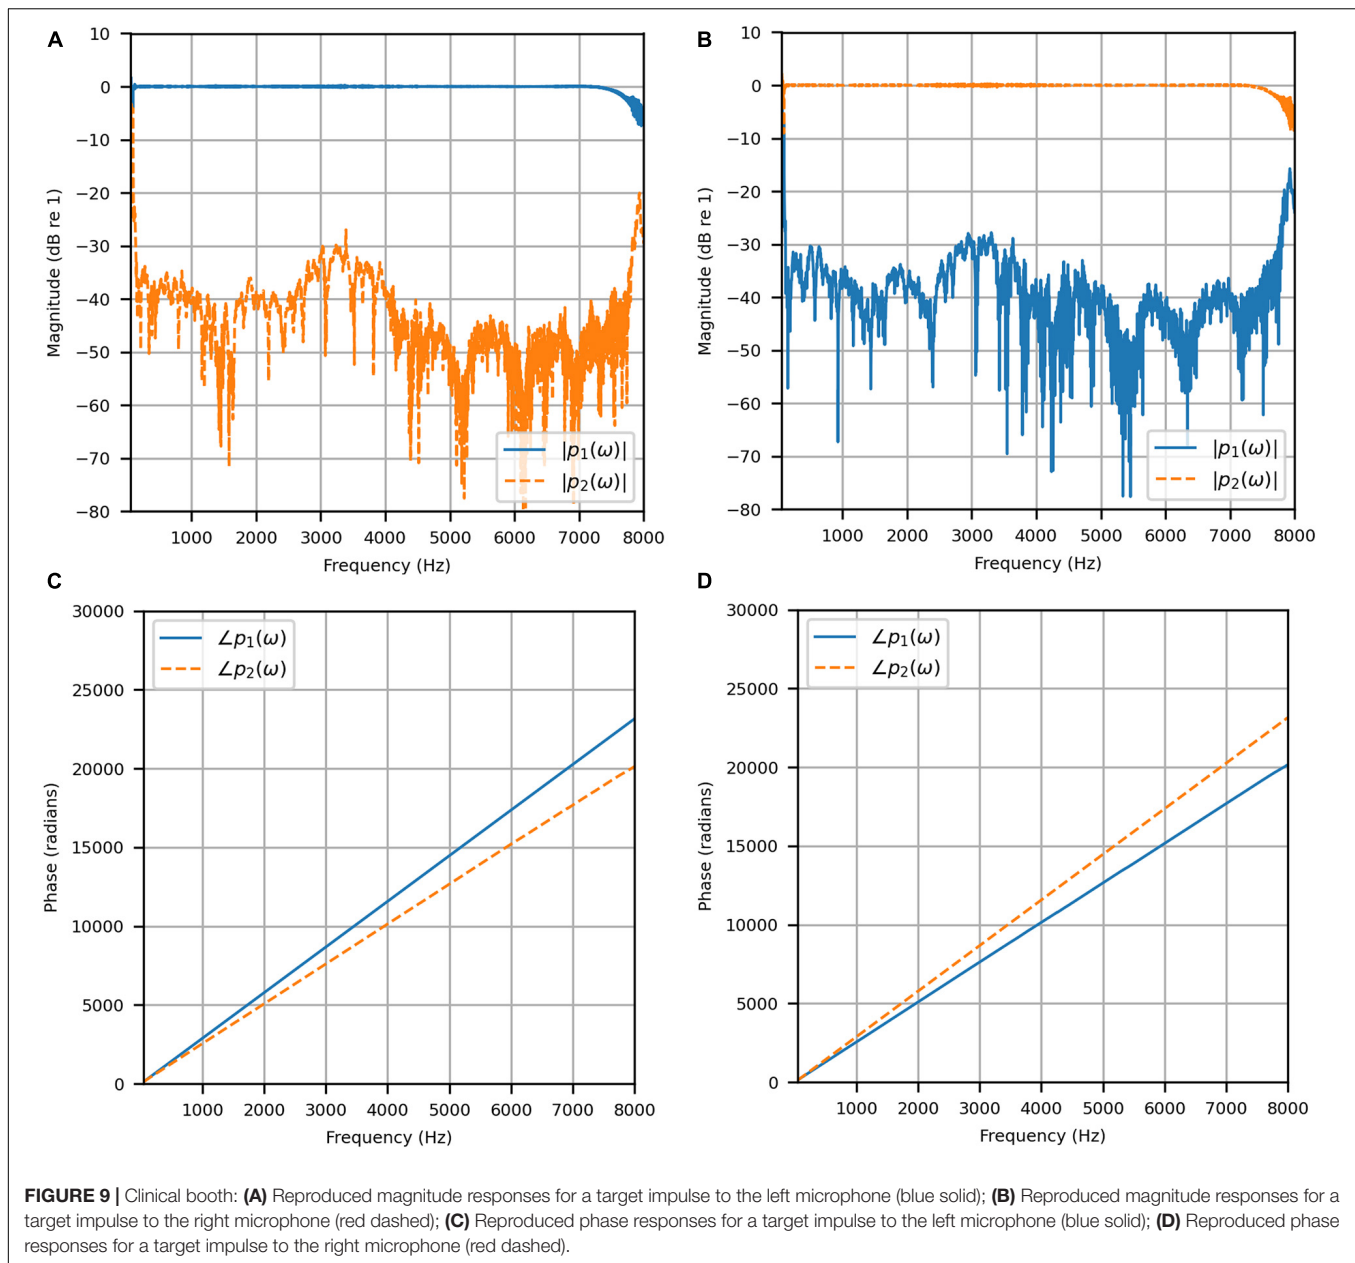 A
10
0
−10
−20
−30
−40
−50
−60
−70
−80
Magnitude (dB re 1)
|p₁(ω)|
|p₂(ω)|
1000 2000 3000 4000 5000 6000 7000 8000
Frequency (Hz)
B
10
0
−10
−20
−30
−40
−50
−60
−70
−80
Magnitude (dB re 1)
|p₁(ω)|
|p₂(ω)|
1000 2000 3000 4000 5000 6000 7000 8000
Frequency (Hz)
C
30000
25000
20000
15000
10000
5000
0
Phase (radians)
∠p₁(ω)
∠p₂(ω)
1000 2000 3000 4000 5000 6000 7000 8000
Frequency (Hz)
D
30000
25000
20000
15000
10000
5000
0
Phase (radians)
∠p₁(ω)
∠p₂(ω)
1000 2000 3000 4000 5000 6000 7000 8000
Frequency (Hz)
FIGURE 9 | Clinical booth: (A) Reproduced magnitude responses for a target impulse to the left microphone (blue solid); (B) Reproduced magnitude responses for a
target impulse to the right microphone (red dashed); (C) Reproduced phase responses for a target impulse to the left microphone (blue solid); (D) Reproduced phase
responses for a target impulse to the right microphone (red dashed).